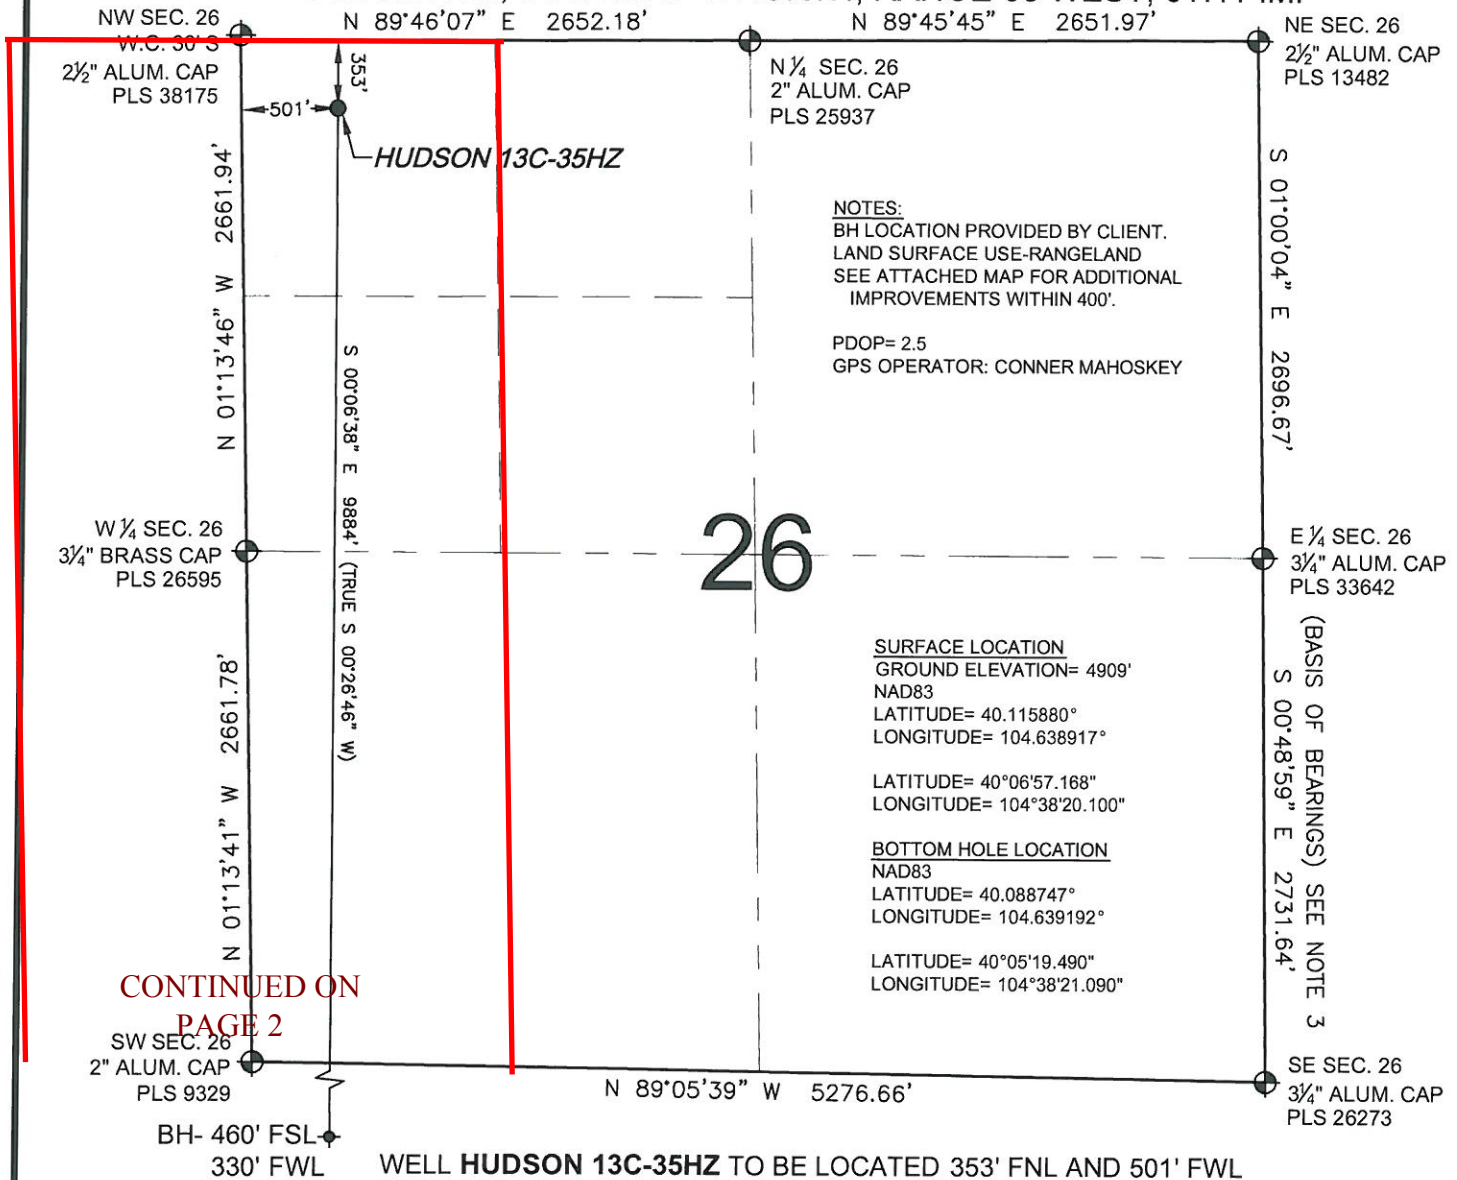 N 89°46'07" E 2652.18'
N 89°45'45" E 2651.97'
NW SEC. 26
W.C. 30' S
2½" ALUM. CAP
PLS 38175
353'
501'
HUDSON 13C-35HZ
N ¼ SEC. 26
2" ALUM. CAP
PLS 25937
NE SEC. 26
2½" ALUM. CAP
PLS 13482
N 01°13'46" W 2661.94'
S 01°00'04" E 2696.67'
NOTES:
BH LOCATION PROVIDED BY CLIENT.
LAND SURFACE USE-RANGELAND
SEE ATTACHED MAP FOR ADDITIONAL
IMPROVEMENTS WITHIN 400'.
PDOP= 2.5
GPS OPERATOR: CONNER MAHOSKEY
S 00°06'38" E 9884' (TRUE S 00°26'46" W)
W ¼ SEC. 26
3¼" BRASS CAP
PLS 26595
26
E ¼ SEC. 26
3¼" ALUM. CAP
PLS 33642
N 01°13'41" W 2661.78'
SURFACE LOCATION
GROUND ELEVATION= 4909'
NAD83
LATITUDE= 40.115880°
LONGITUDE= 104.638917°
LATITUDE= 40°06'57.168"
LONGITUDE= 104°38'20.100"
BOTTOM HOLE LOCATION
NAD83
LATITUDE= 40.088747°
LONGITUDE= 104.639192°
LATITUDE= 40°05'19.490"
LONGITUDE= 104°38'21.090"
(BASIS OF BEARINGS) SEE NOTE 3
S 00°48'59" E 2731.64'
CONTINUED ON
PAGE 2
SW SEC. 26
2" ALUM. CAP
PLS 9329
N 89°05'39" W 5276.66'
SE SEC. 26
3¼" ALUM. CAP
PLS 26273
BH- 460' FSL
330' FWL
WELL HUDSON 13C-35HZ TO BE LOCATED 353' FNL AND 501' FWL